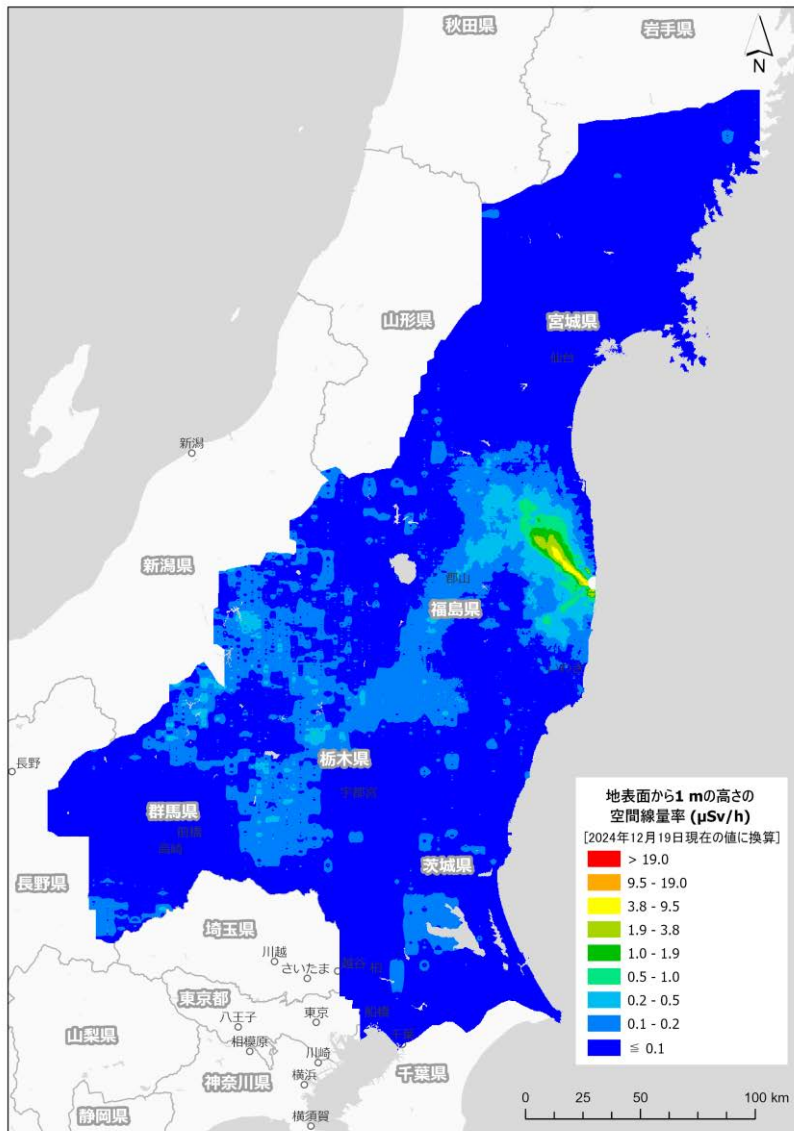 秋田県
岩手県
N
山形県
宮城県
仙台
新潟
新潟県
郡山
福島県
長野
栃木県
宇都宮
群馬県
前橋
高崎
長野県
茨城県
埼玉県
川越
さいたま
越谷
柏
東京都
八王子
東京
船橋
千葉
山梨県
相模原
川崎
神奈川県
横浜
千葉県
静岡県
横須賀
地表面から1 mの高さの
空間線量率 (μSv/h)
[2024年12月19日現在の値に換算]
> 19.0
9.5 - 19.0
3.8 - 9.5
1.9 - 3.8
1.0 - 1.9
0.5 - 1.0
0.2 - 0.5
0.1 - 0.2
≦ 0.1
0 25 50 100 km